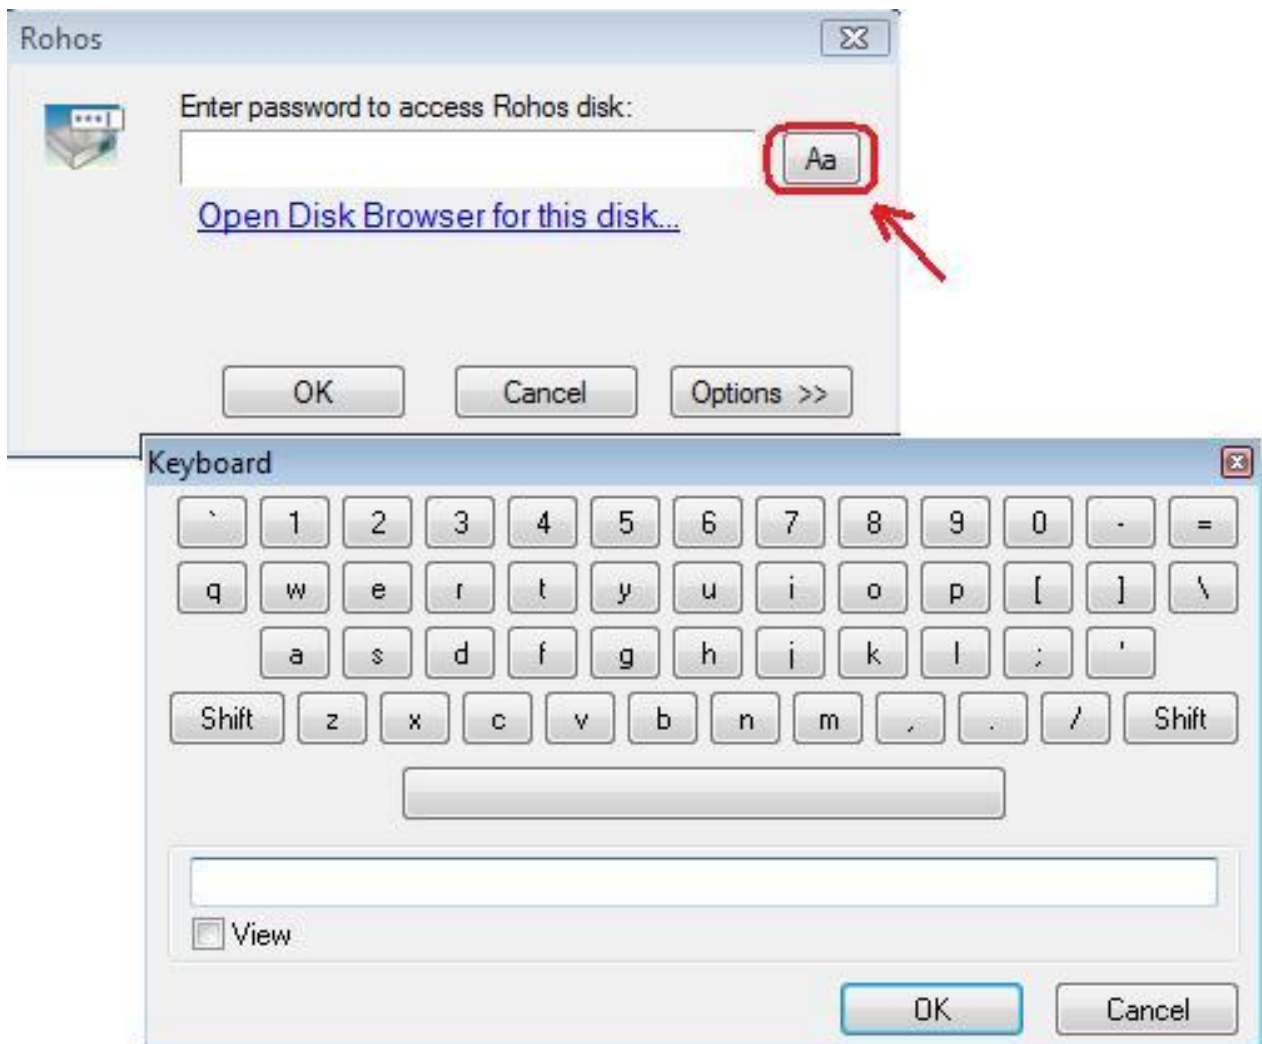 Rohos
Enter password to access Rohos disk:
Aa
Open Disk Browser for this disk...
OK Cancel Options >>
Keyboard
` 1 2 3 4 5 6 7 8 9 0 - =
q w e r t y u i o p [ ] \
a s d f g h j k l ; '
Shift z x c v b n m , . / Shift
View
OK Cancel